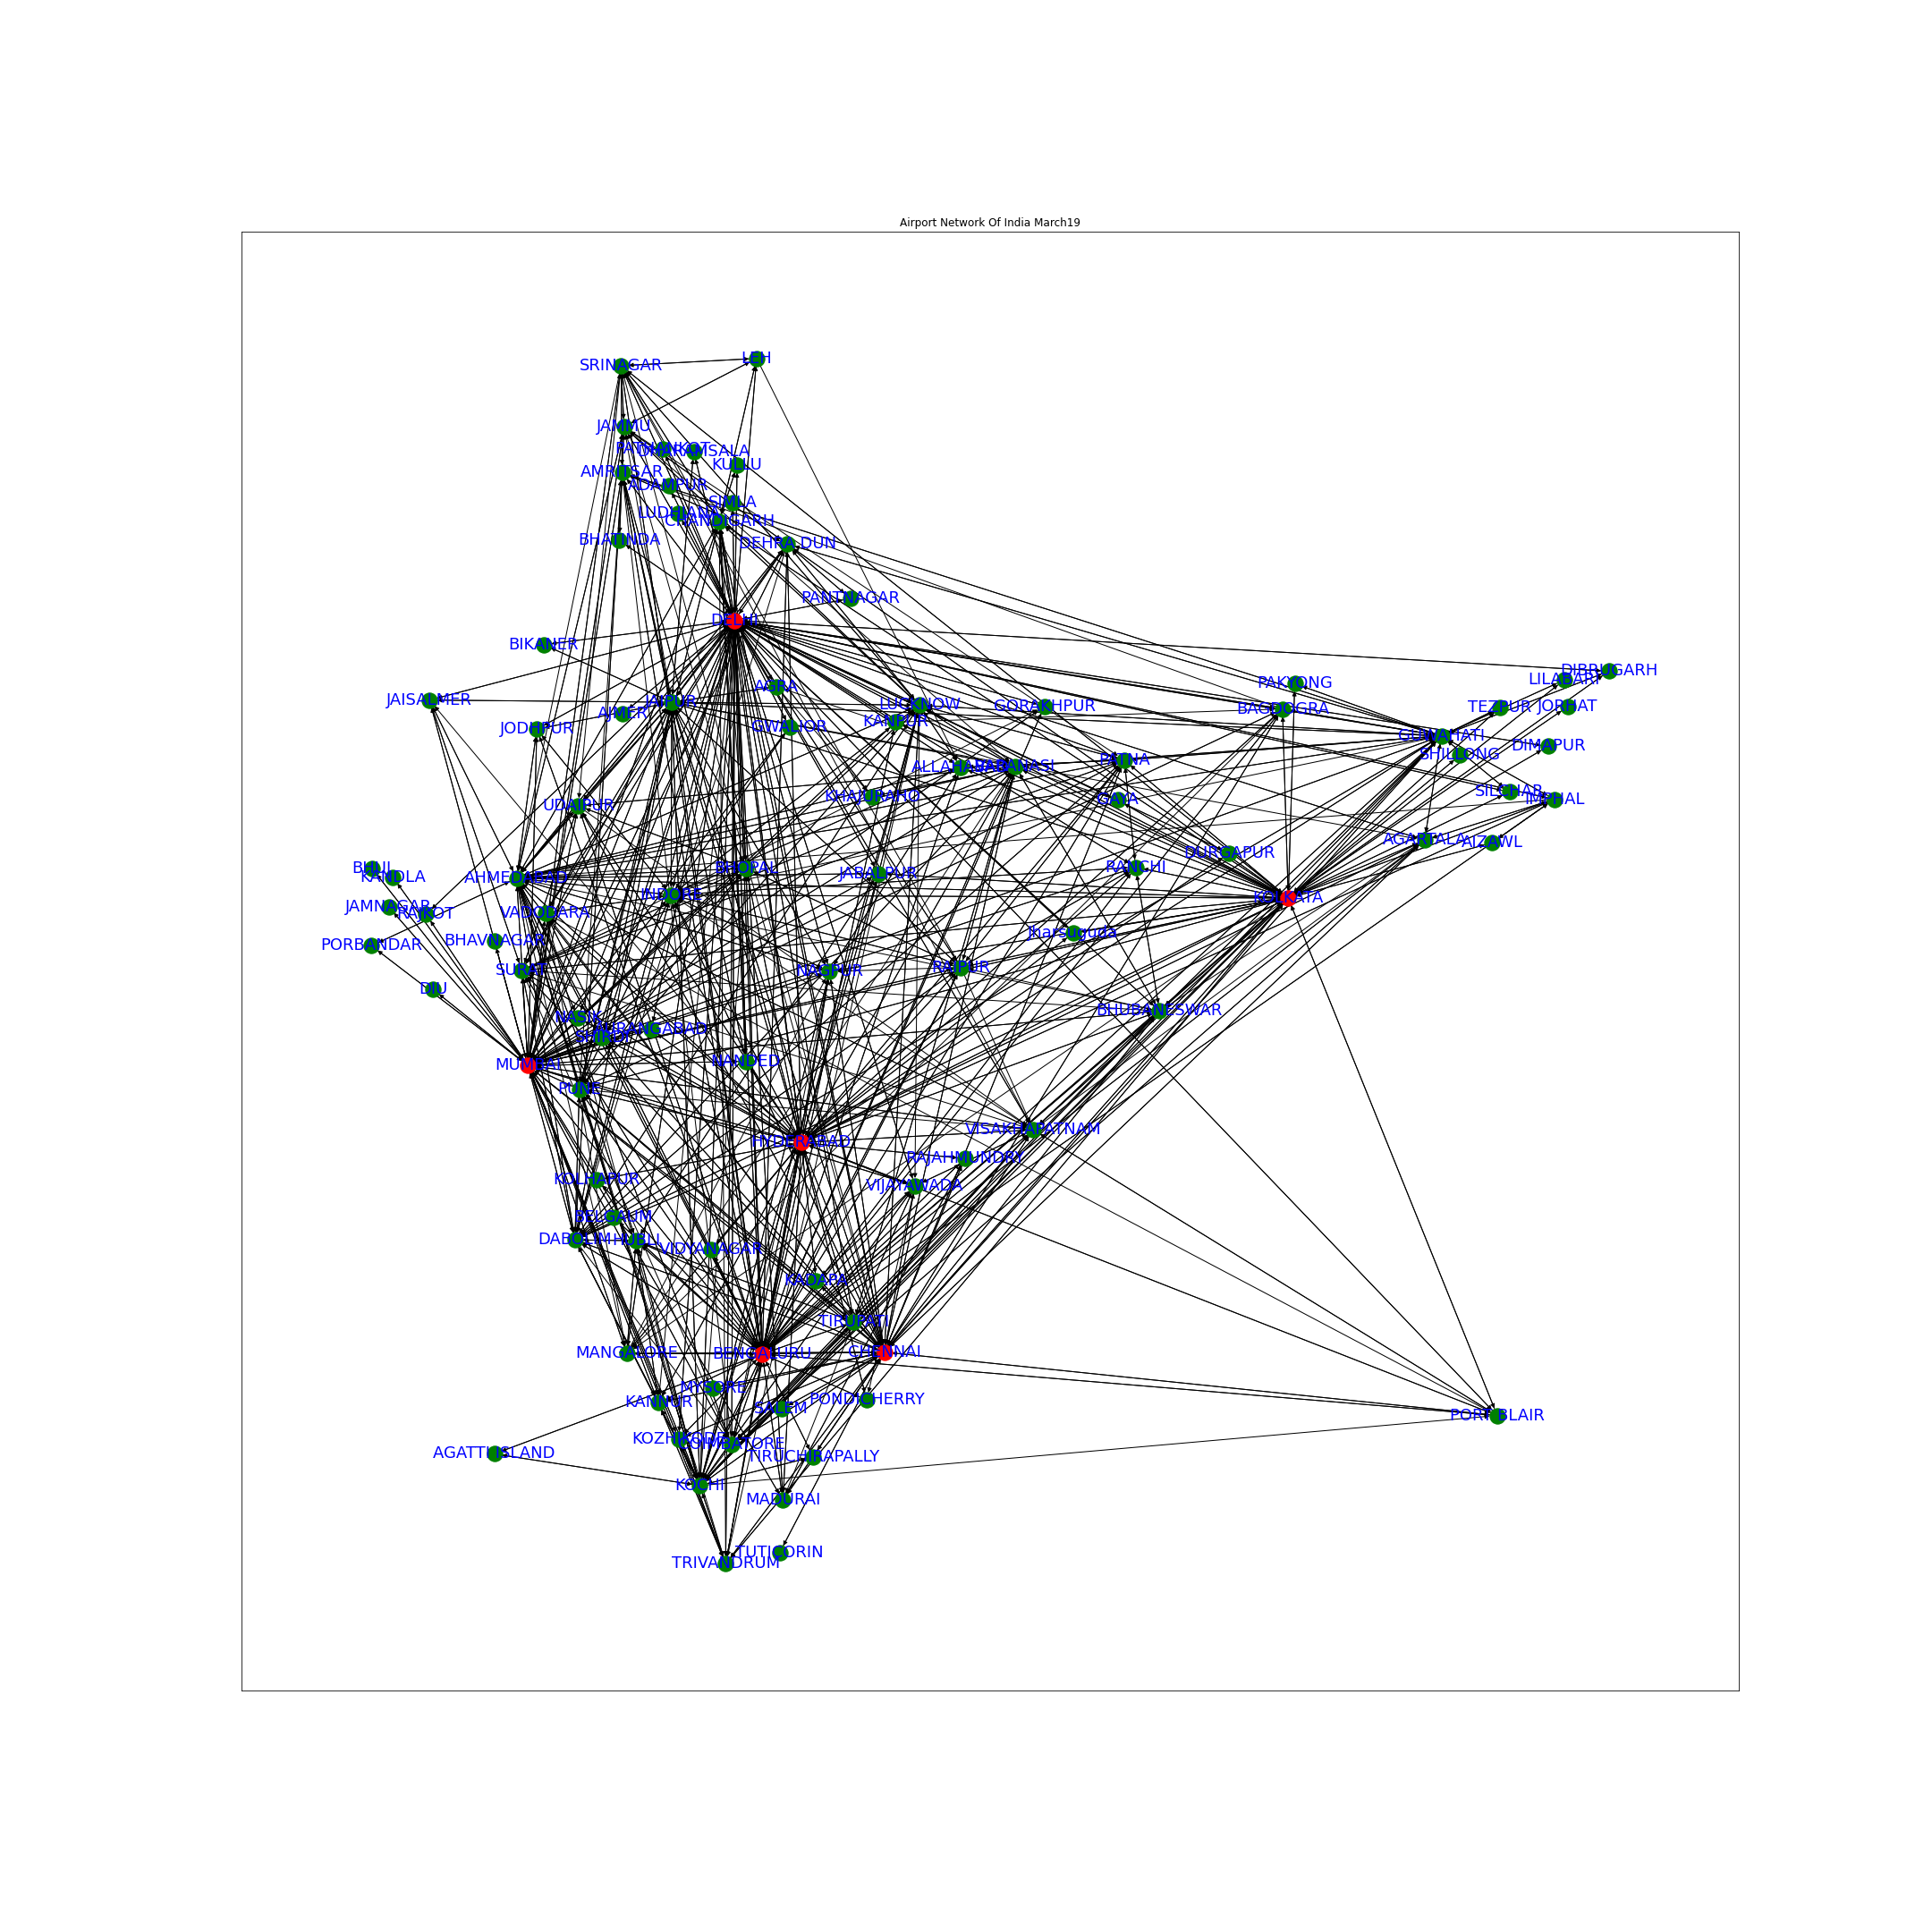 Airport Network Of India March19
LEH
SRINAGAR
JAMMU
PATHANKOT
DHARAMSALA
KULLU
AMRITSAR
ADAMPUR
SIMLA
LUDHIANA
CHANDIGARH
BHATINDA
DEHRA DUN
PANTNAGAR
DELHI
BIKANER
DIBRUGARH
LILABARI
PAKYONG
AGRA
JAISALMER
JAIPUR
LUCKNOW
GORAKHPUR
BAGDOGRA
TEZPUR
JORHAT
AJMER
KANPUR
JODHPUR
GWALIOR
GUWAHATI
DIMAPUR
SHILLONG
PATNA
ALLAHABAD
VARANASI
SILCHAR
KHAJURAHO
GAYA
IMPHAL
UDAIPUR
AGARTALA
AIZAWL
DURGAPUR
BHUJ
BHOPAL
RANCHI
KANDLA
AHMEDABAD
JABALPUR
INDORE
KOLKATA
JAMNAGAR
RAJKOT
VADODARA
Jharsuguda
PORBANDAR
BHAVNAGAR
SURAT
NAGPUR
RAIPUR
DIU
BHUBANESWAR
NASIK
AURANGABAD
SHIRDI
MUMBAI
NANDED
PUNE
VISAKHAPATNAM
HYDERABAD
RAJAHMUNDRY
KOLHAPUR
VIJAYAWADA
BELGAUM
DABOLIM
HUBLI
VIDYANAGAR
KADAPA
TIRUPATI
MANGALORE
BENGALURU
CHENNAI
MYSORE
KANNUR
SALEM
PONDICHERRY
PORT BLAIR
KOZHIKODE
COIMBATORE
AGATTI ISLAND
TIRUCHIRAPALLY
KOCHI
MADURAI
TUTICORIN
TRIVANDRUM